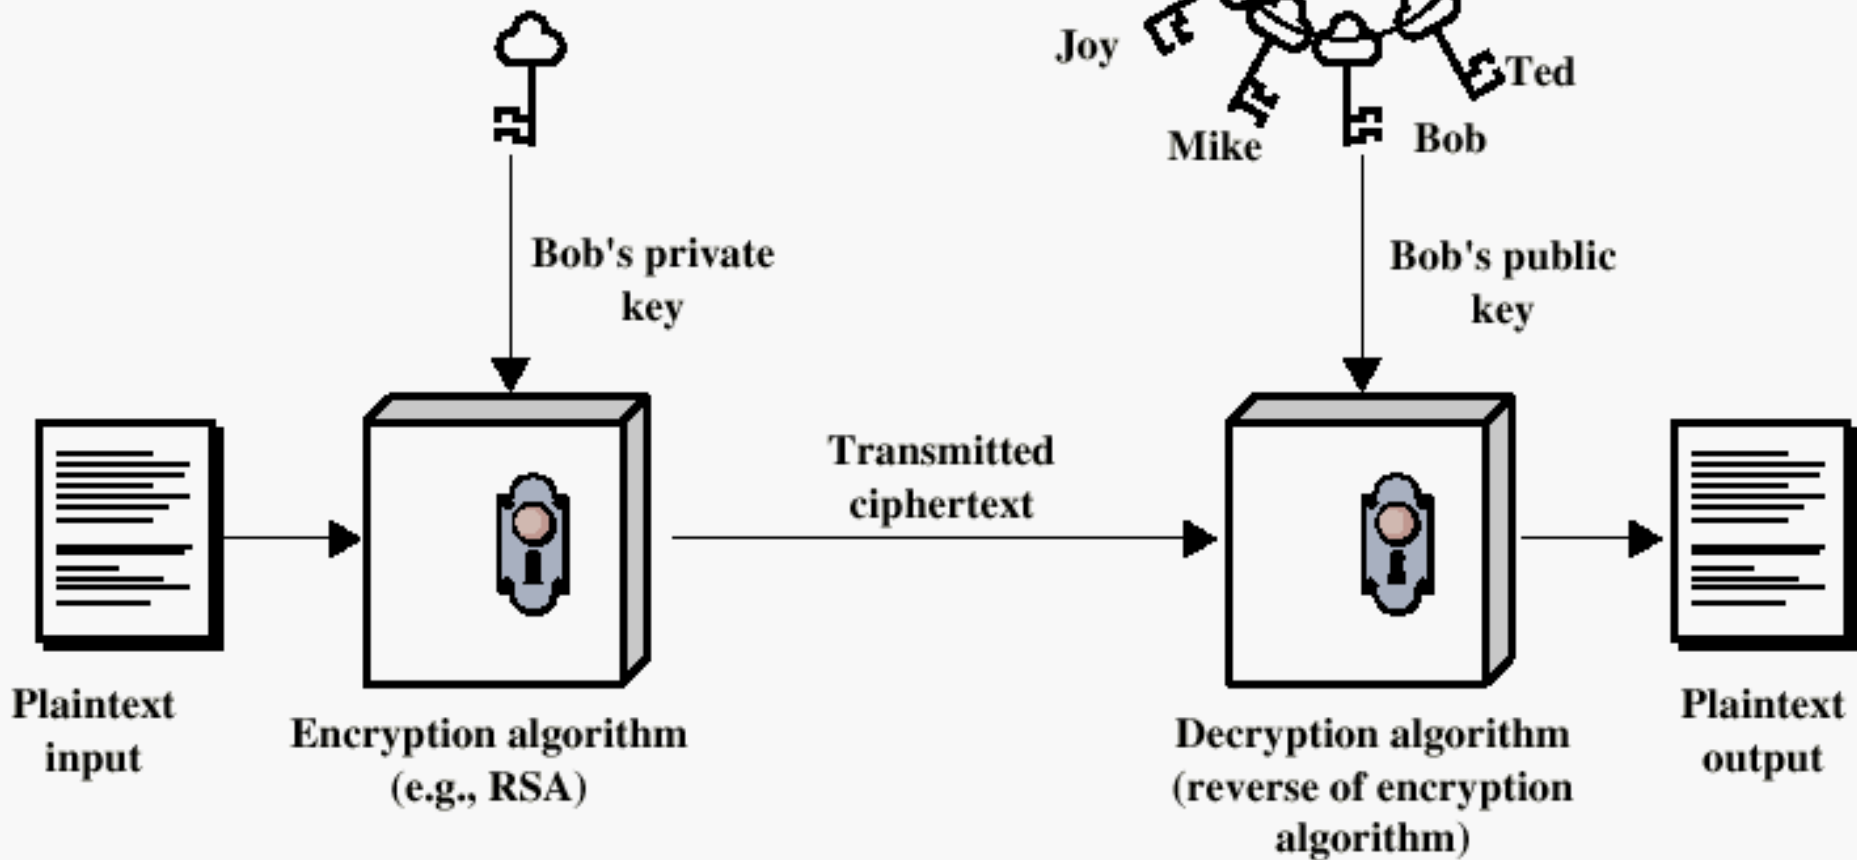 Joy
Ted
Mike
Bob
Bob's private
key
Bob's public
key
Transmitted
ciphertext
Plaintext
input
Encryption algorithm
(e.g., RSA)
Decryption algorithm
(reverse of encryption
algorithm)
Plaintext
output